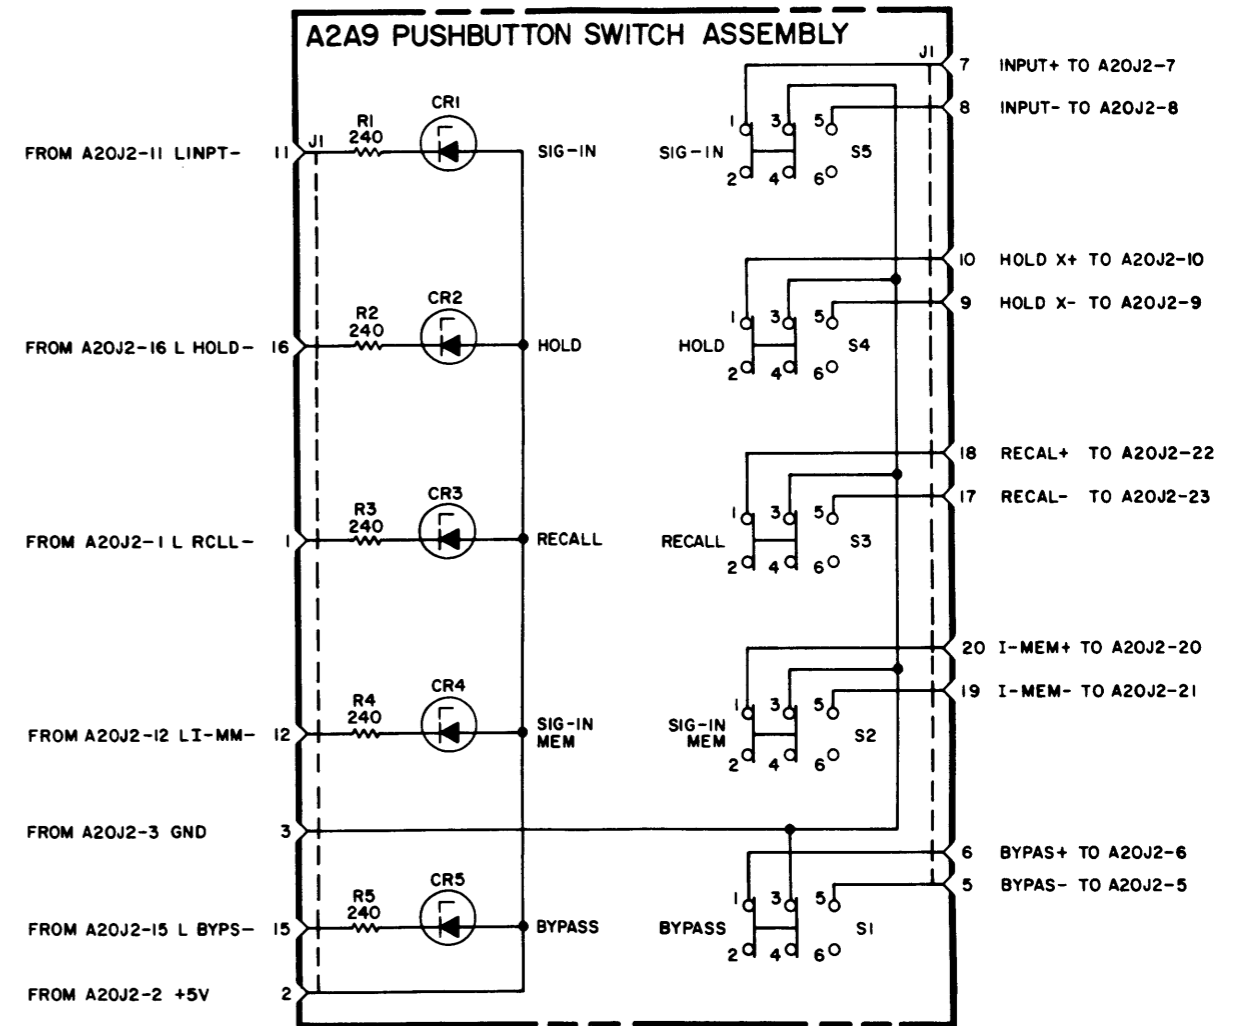 A2A9 PUSHBUTTON SWITCH ASSEMBLY
J1
7 INPUT+ TO A20J2-7
8 INPUT- TO A20J2-8
CR1
R1
240
J1
FROM A20J2-11 LINPT- 11
SIG-IN
SIG-IN
1 3 5
2 4 6
S5
10 HOLD X+ TO A20J2-10
9 HOLD X- TO A20J2-9
CR2
R2
240
FROM A20J2-16 L HOLD- 16
HOLD
HOLD
1 3 5
2 4 6
S4
18 RECAL+ TO A20J2-22
17 RECAL- TO A20J2-23
CR3
R3
240
FROM A20J2-1 L RCLL- 1
RECALL
RECALL
1 3 5
2 4 6
S3
20 I-MEM+ TO A20J2-20
19 I-MEM- TO A20J2-21
CR4
R4
240
FROM A20J2-12 LI-MM- 12
SIG-IN
MEM
SIG-IN
MEM
1 3 5
2 4 6
S2
FROM A20J2-3 GND 3
6 BYPAS+ TO A20J2-6
5 BYPAS- TO A20J2-5
CR5
R5
240
FROM A20J2-15 L BYPS- 15
BYPASS
BYPASS
1 3 5
2 4 6
S1
FROM A20J2-2 +5V 2